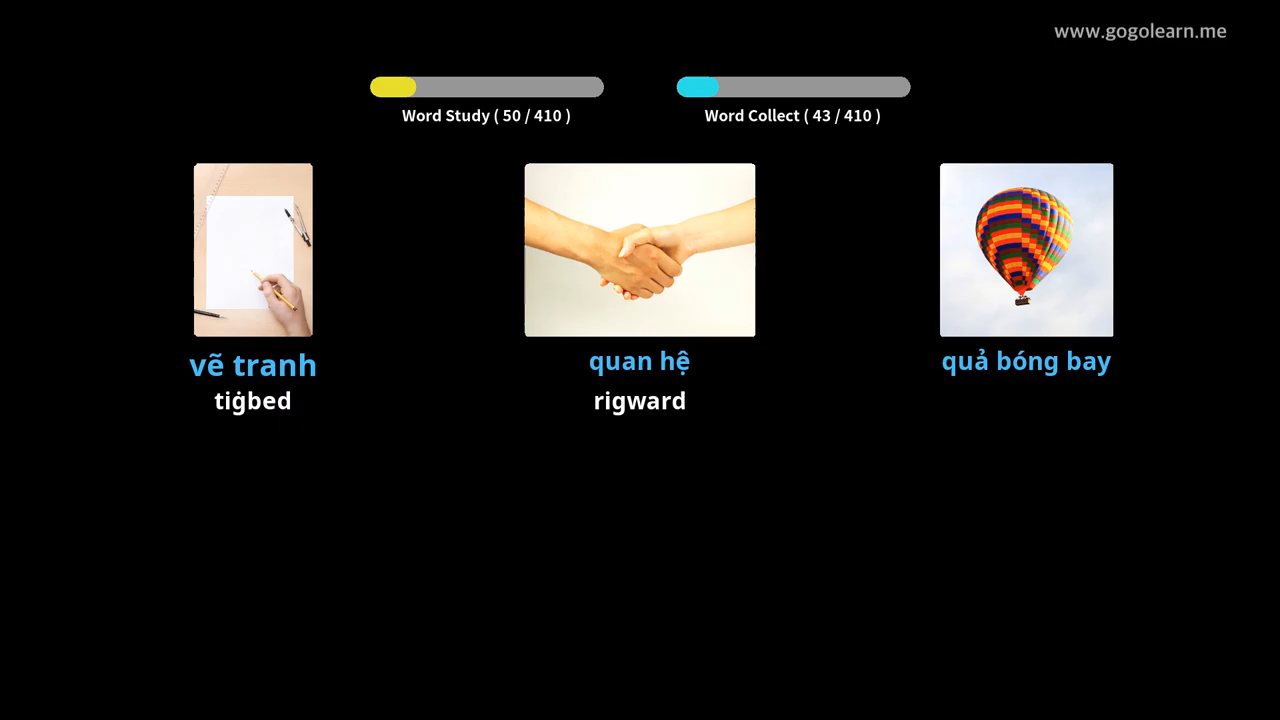 www.gogolearn.me
Word Study ( 50 / 410 )
Word Collect ( 43 / 410 )
vẽ tranh
quan hệ
quả bóng bay
tiġbed
rigward